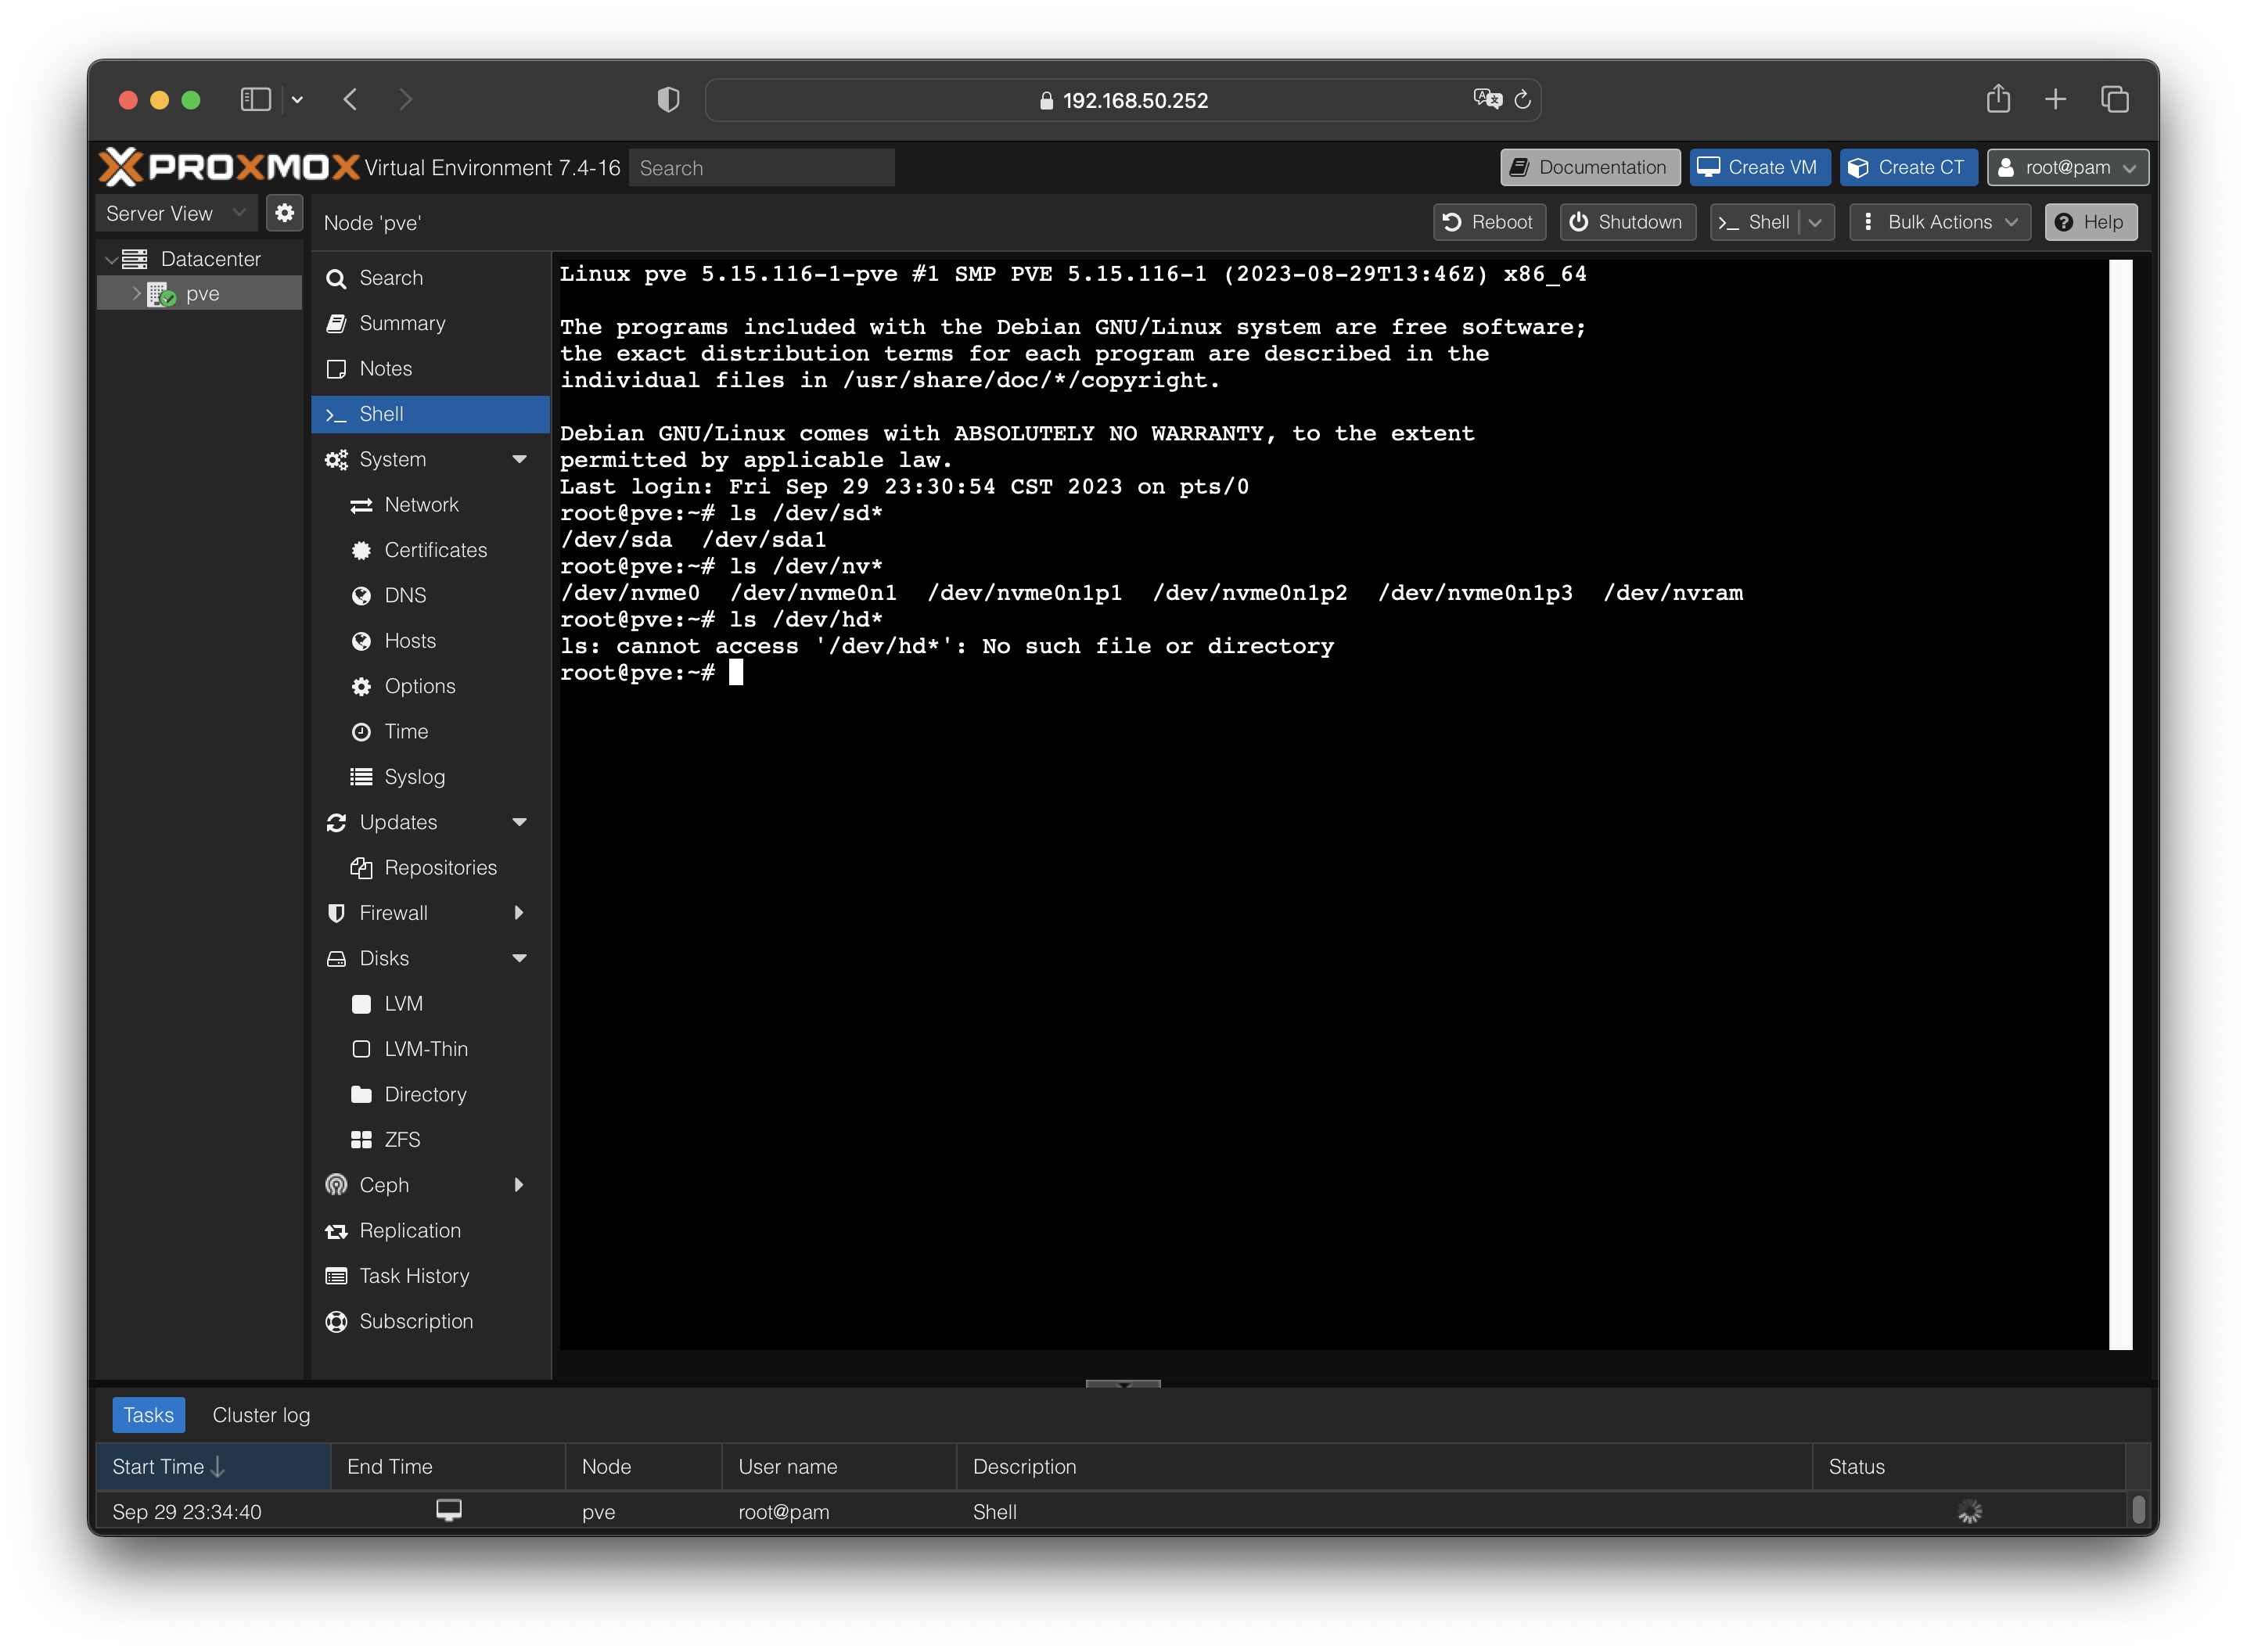 192.168.50.252
PROXMOX Virtual Environment 7.4-16 Search Documentation Create VM Create CT root@pam
Server View Node 'pve' Reboot Shutdown >_ Shell Bulk Actions Help
Datacenter
pve
Search
Summary
Notes
>_ Shell
System
Network
Certificates
DNS
Hosts
Options
Time
Syslog
Updates
Repositories
Firewall
Disks
LVM
LVM-Thin
Directory
ZFS
Ceph
Replication
Task History
Subscription
Linux pve 5.15.116-1-pve #1 SMP PVE 5.15.116-1 (2023-08-29T13:46Z) x86_64
The programs included with the Debian GNU/Linux system are free software;
the exact distribution terms for each program are described in the
individual files in /usr/share/doc/*/copyright.
Debian GNU/Linux comes with ABSOLUTELY NO WARRANTY, to the extent
permitted by applicable law.
Last login: Fri Sep 29 23:30:54 CST 2023 on pts/0
root@pve:~# ls /dev/sd*
/dev/sda /dev/sda1
root@pve:~# ls /dev/nv*
/dev/nvme0 /dev/nvme0n1 /dev/nvme0n1p1 /dev/nvme0n1p2 /dev/nvme0n1p3 /dev/nvram
root@pve:~# ls /dev/hd*
ls: cannot access '/dev/hd*': No such file or directory
root@pve:~#
Tasks Cluster log
Start Time End Time Node User name Description Status
Sep 29 23:34:40 pve root@pam Shell